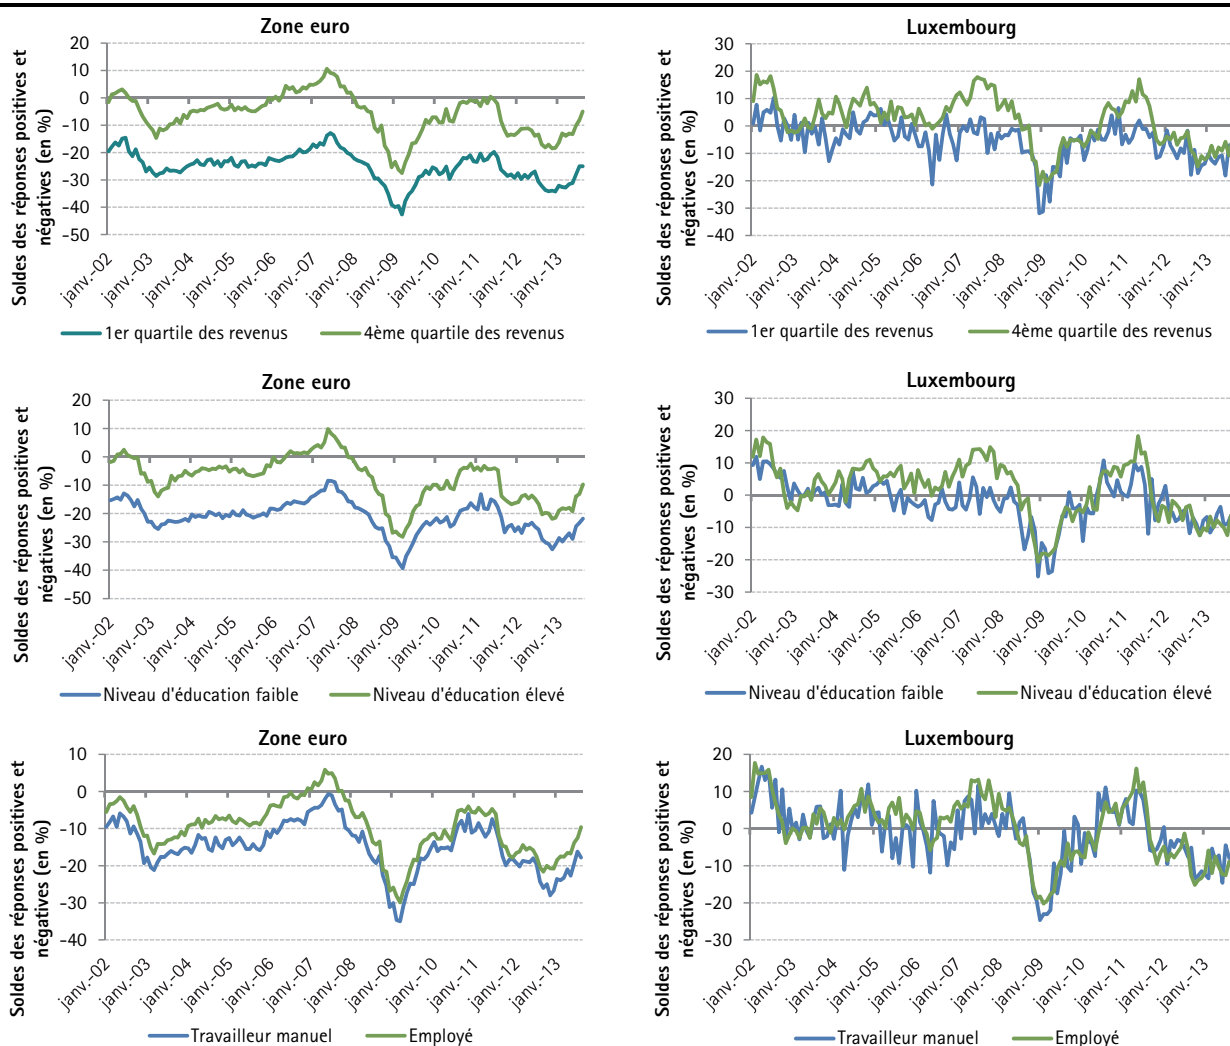 Zone euro
Soldes des réponses positives et
négatives (en %)
20
10
0
-10
-20
-30
-40
-50
janv.-02
janv.-03
janv.-04
janv.-05
janv.-06
janv.-07
janv.-08
janv.-09
janv.-10
janv.-11
janv.-12
janv.-13
1er quartile des revenus
4ème quartile des revenus
Luxembourg
Soldes des réponses positives et
négatives (en %)
30
20
10
0
-10
-20
-30
-40
janv.-02
janv.-03
janv.-04
janv.-05
janv.-06
janv.-07
janv.-08
janv.-09
janv.-10
janv.-11
janv.-12
janv.-13
1er quartile des revenus
4ème quartile des revenus
Zone euro
Soldes des réponses positives et
négatives (en %)
20
10
0
-10
-20
-30
-40
-50
janv.-02
janv.-03
janv.-04
janv.-05
janv.-06
janv.-07
janv.-08
janv.-09
janv.-10
janv.-11
janv.-12
janv.-13
Niveau d'éducation faible
Niveau d'éducation élevé
Luxembourg
Soldes des réponses positives et
négatives (en %)
30
20
10
0
-10
-20
-30
janv.-02
janv.-03
janv.-04
janv.-05
janv.-06
janv.-07
janv.-08
janv.-09
janv.-10
janv.-11
janv.-12
janv.-13
Niveau d'éducation faible
Niveau d'éducation élevé
Zone euro
Soldes des réponses positives et
négatives (en %)
10
0
-10
-20
-30
-40
janv.-02
janv.-03
janv.-04
janv.-05
janv.-06
janv.-07
janv.-08
janv.-09
janv.-10
janv.-11
janv.-12
janv.-13
Travailleur manuel
Employé
Luxembourg
Soldes des réponses positives et
négatives (en %)
20
10
0
-10
-20
-30
janv.-02
janv.-03
janv.-04
janv.-05
janv.-06
janv.-07
janv.-08
janv.-09
janv.-10
janv.-11
janv.-12
janv.-13
Travailleur manuel
Employé